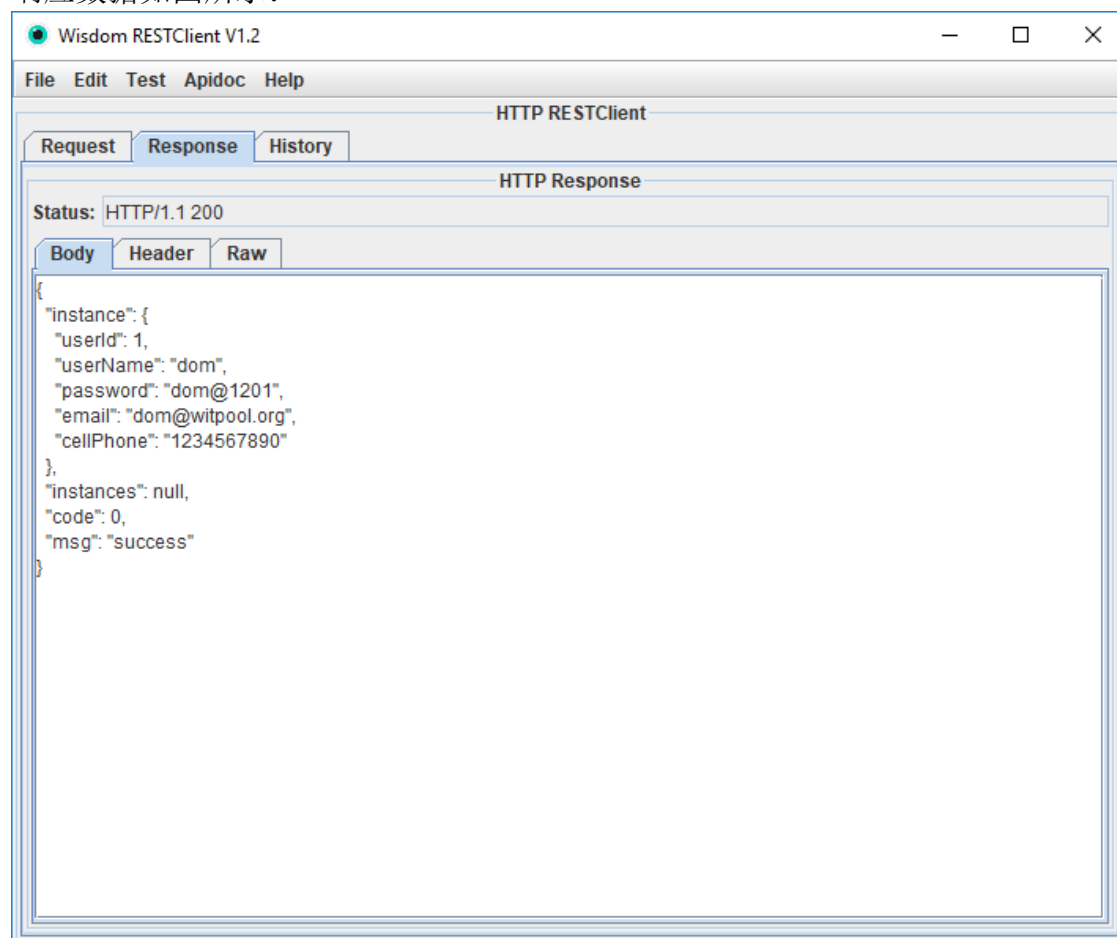 Wisdom RESTClient V1.2
File Edit Test Apidoc Help
HTTP RESTClient
Request Response History
HTTP Response
Status: HTTP/1.1 200
Body Header Raw
{
"instance": {
"userId": 1,
"userName": "dom",
"password": "dom@1201",
"email": "dom@witpool.org",
"cellPhone": "1234567890"
},
"instances": null,
"code": 0,
"msg": "success"
}